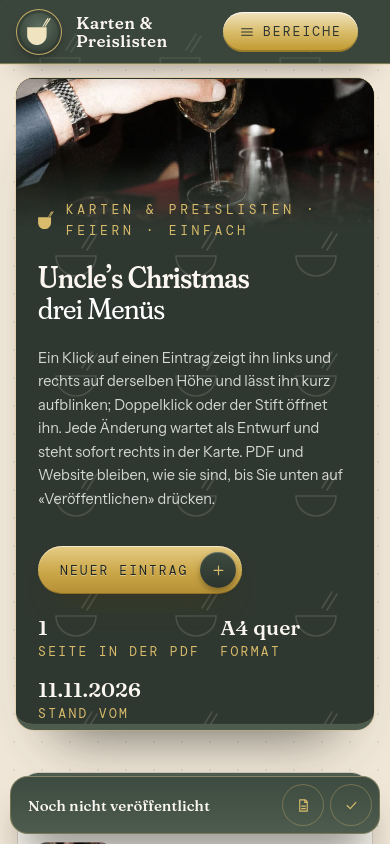 Karten &
Preislisten
BEREICHE
KARTEN & PREISLISTEN ·
FEIERN · EINFACH
Uncle’s Christmas
drei Menüs
Ein Klick auf einen Eintrag zeigt ihn links und
rechts auf derselben Höhe und lässt ihn kurz
aufblinken; Doppelklick oder der Stift öffnet
ihn. Jede Änderung wartet als Entwurf und
steht sofort rechts in der Karte. PDF und
Website bleiben, wie sie sind, bis Sie unten auf
«Veröffentlichen» drücken.
NEUER EINTRAG
1
SEITE IN DER PDF
A4 quer
FORMAT
11.11.2026
STAND VOM
Noch nicht veröffentlicht